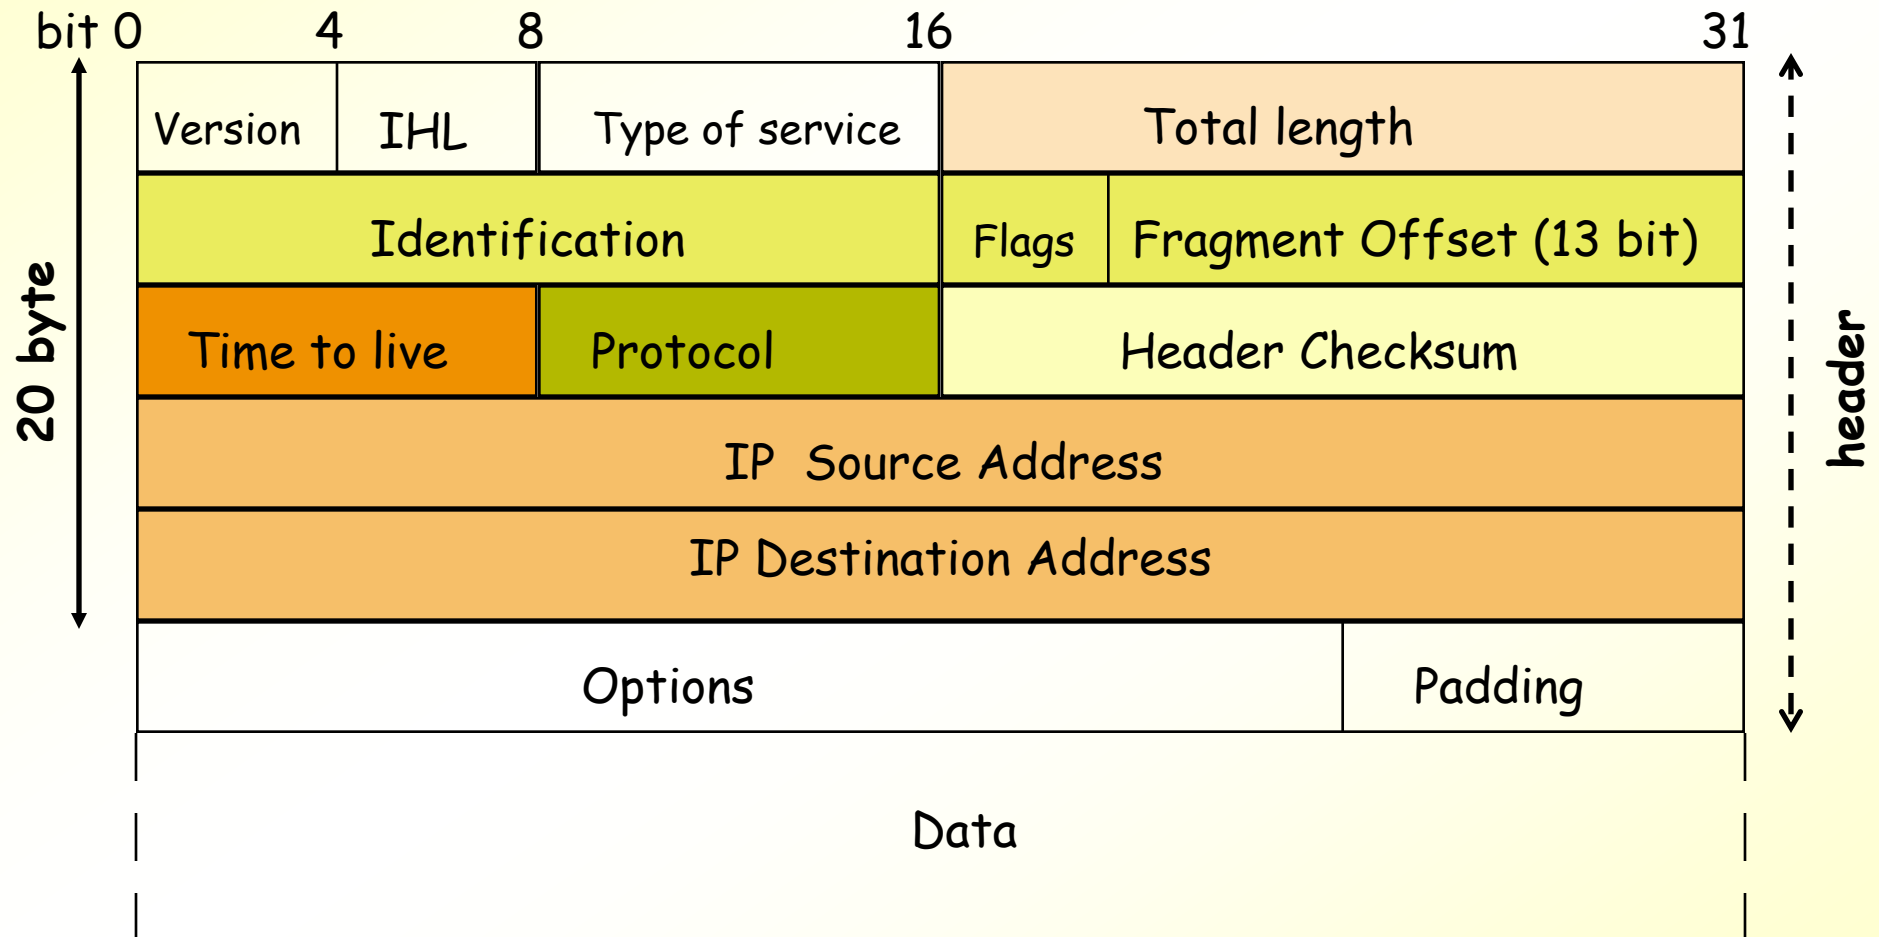 bit 0 4 8 16 31
Version IHL Type of service Total length
Identification Flags Fragment Offset (13 bit)
Time to live Protocol Header Checksum
IP Source Address
IP Destination Address
Options Padding
Data
20 byte
header